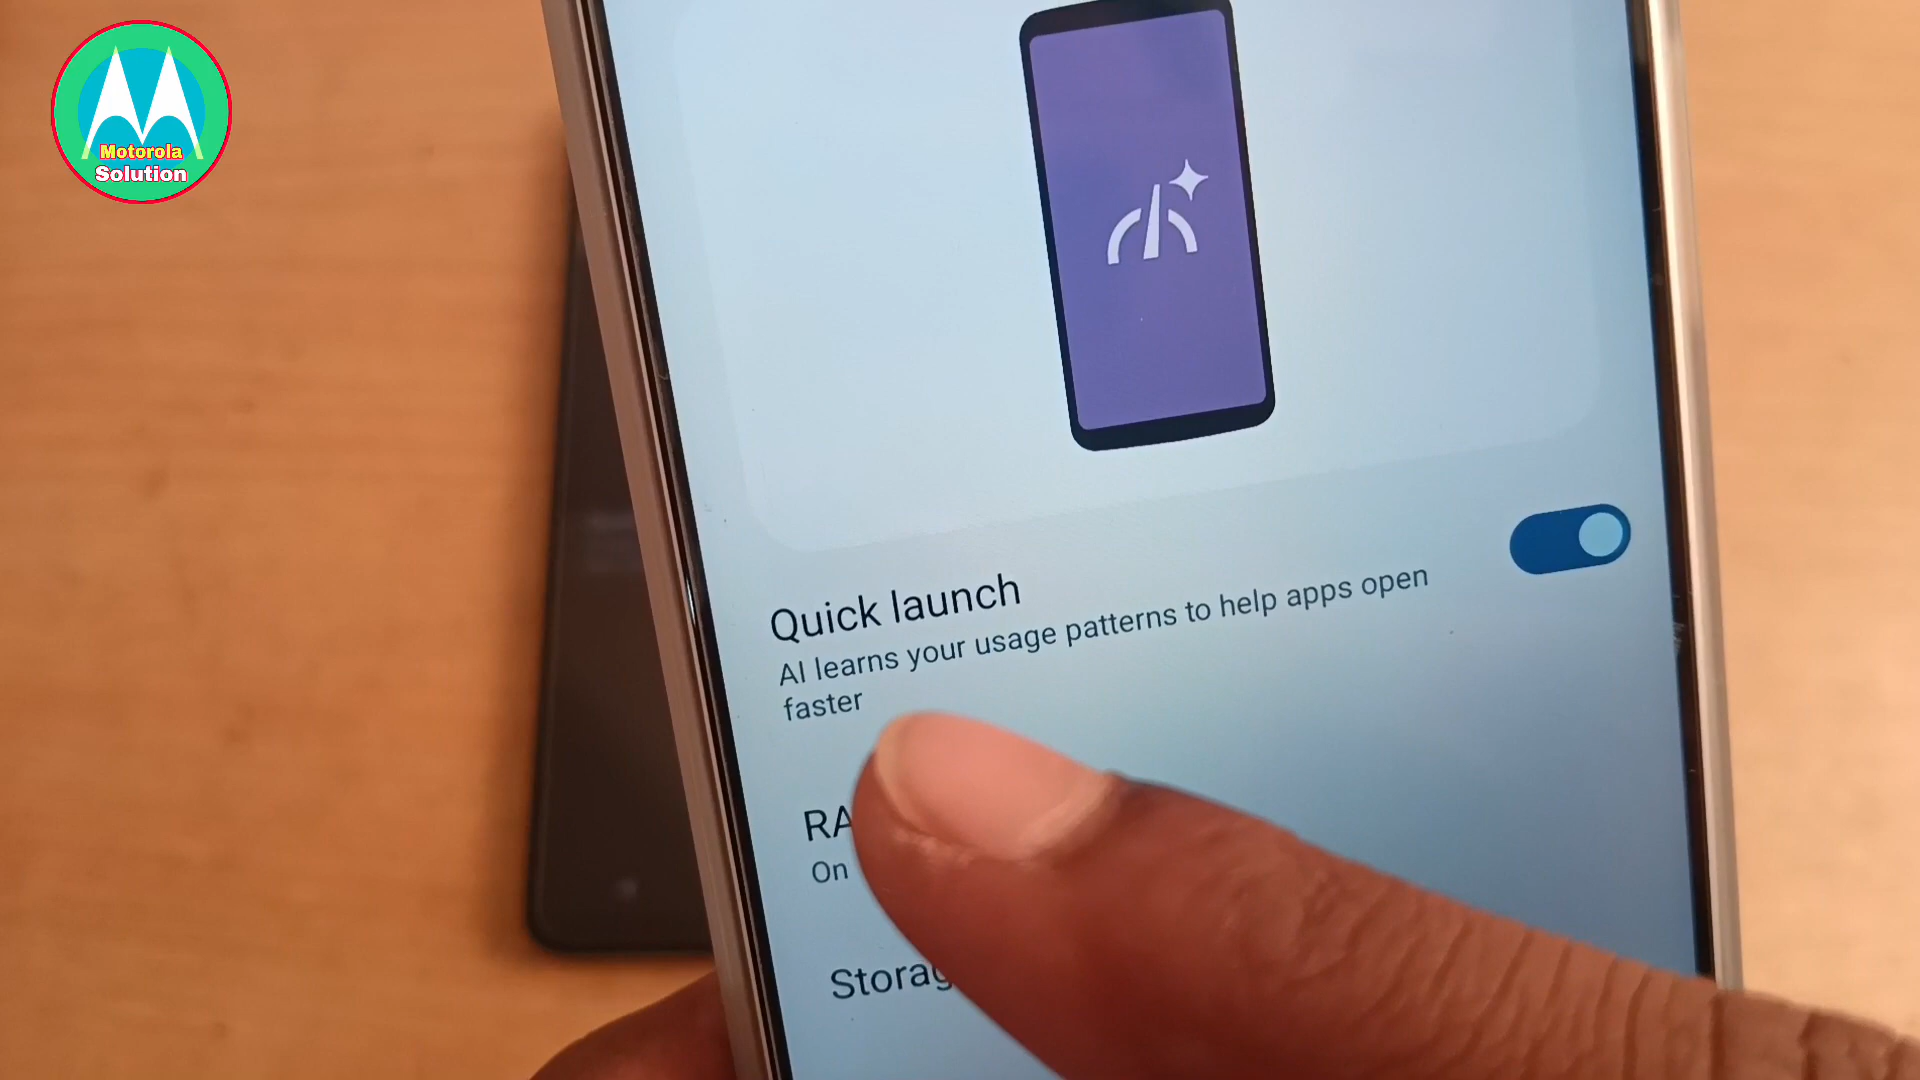 Motorola
Solution
Quick launch
AI learns your usage patterns to help apps open
faster
On